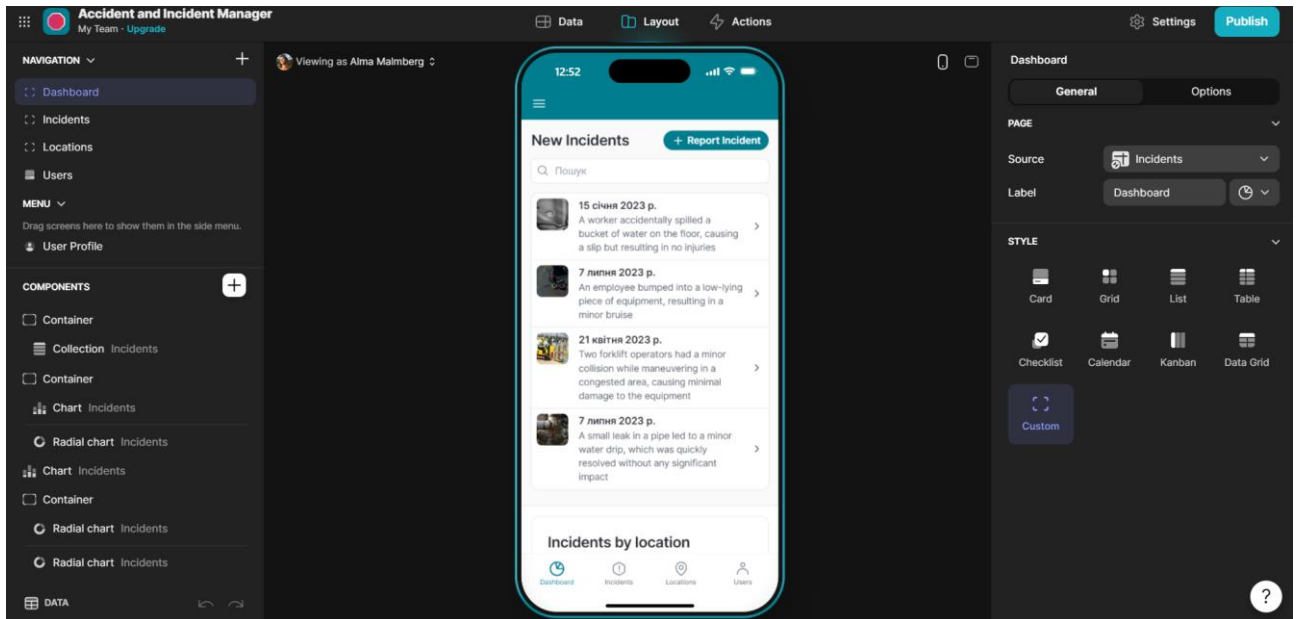 Accident and Incident Manager
My Team · Upgrade
Data
Layout
Actions
Settings
Publish
NAVIGATION
Dashboard
Incidents
Locations
Users
MENU
Drag screens here to show them in the side menu.
User Profile
COMPONENTS
Container
Collection Incidents
Container
Chart Incidents
Radial chart Incidents
Chart Incidents
Container
Radial chart Incidents
Radial chart Incidents
DATA
Viewing as Alma Malmberg
12:52
New Incidents
+ Report Incident
Пошук
15 січня 2023 р.
A worker accidentally spilled a
bucket of water on the floor, causing
a slip but resulting in no injuries
7 липня 2023 р.
An employee bumped into a low-lying
piece of equipment, resulting in a
minor bruise
21 квітня 2023 р.
Two forklift operators had a minor
collision while maneuvering in a
congested area, causing minimal
damage to the equipment
7 липня 2023 р.
A small leak in a pipe led to a minor
water drip, which was quickly
resolved without any significant
impact
Incidents by location
Dashboard
Incidents
Locations
Users
Dashboard
General
Options
PAGE
Source
Incidents
Label
Dashboard
STYLE
Card
Grid
List
Table
Checklist
Calendar
Kanban
Data Grid
Custom
?